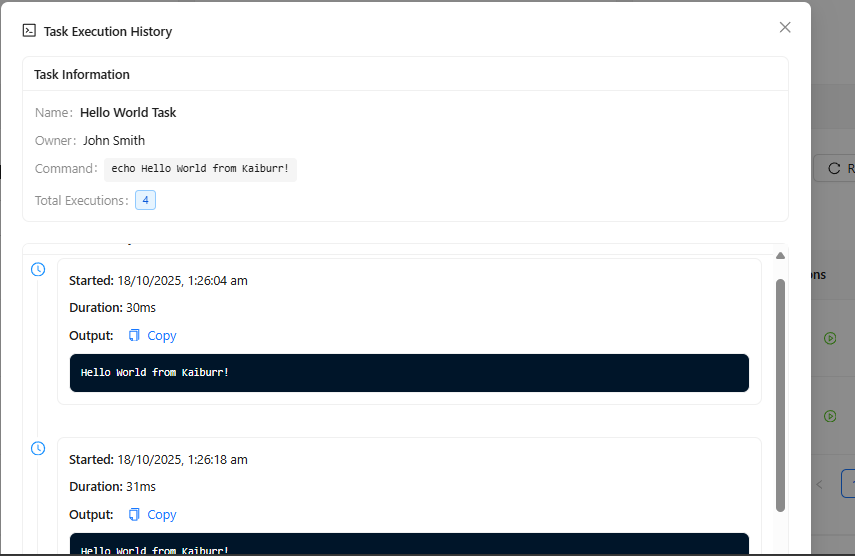 Task Execution History
Task Information
Name: Hello World Task
Owner: John Smith
Command: echo Hello World from Kaiburr!
Total Executions: 4
Started: 18/10/2025, 1:26:04 am
Duration: 30ms
Output: Copy
Hello World from Kaiburr!
Started: 18/10/2025, 1:26:18 am
Duration: 31ms
Output: Copy
Hello World from Kaiburr!
R
ons